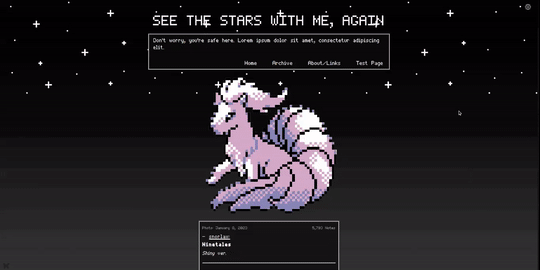 SEE THE STARS WITH ME, AGAIN
Don't worry, you're safe here. Lorem ipsum dolor sit amet, consectetur adipiscing
elit.
Home Archive About/Links Test Page
Ninetales
Shiny ver.